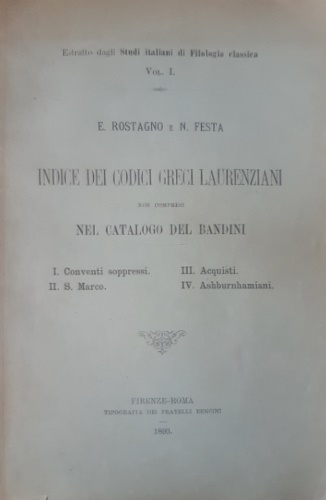 Estratto dagli Studi italiani di Filologia classica
VOL. I.
E. ROSTAGNO E N. FESTA
INDICE DEI CODICI GRECI LAURENZIANI
NON COMPRESI
NEL CATALOGO DEL BANDINI
I. Conventi soppressi.
II. S. Marco.
III. Acquisti.
IV. Ashburnhamiani.
FIRENZE-ROMA
TIPOGRAFIA DEI FRATELLI BENCINI